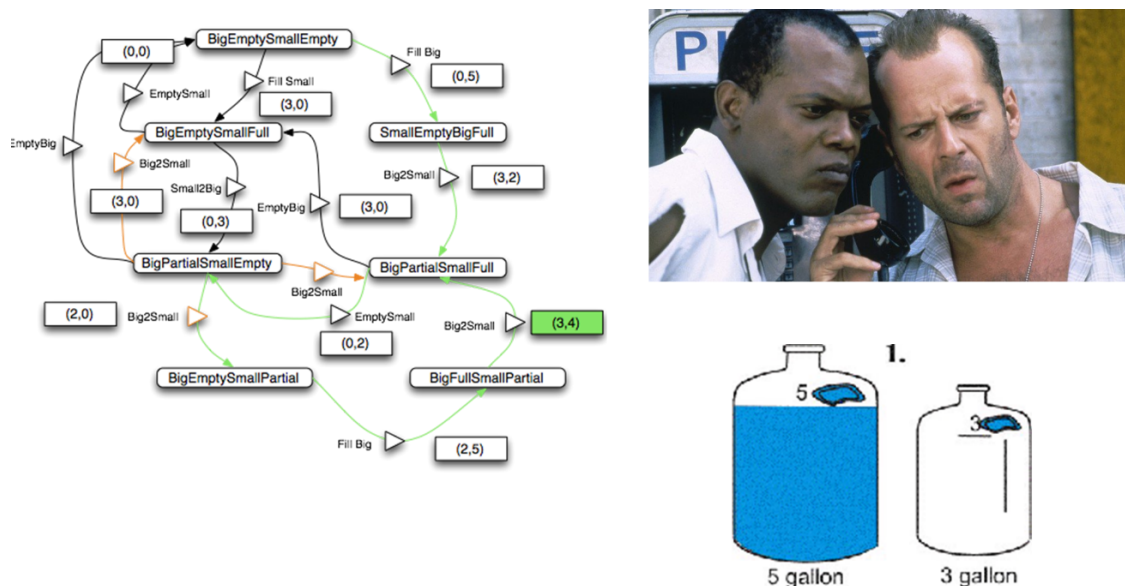 BigEmptySmallEmpty
(0,0)
Fill Big
(0,5)
Fill Small
EmptySmall
(3,0)
BigEmptySmallFull
SmallEmptyBigFull
EmptyBig
Big2Small
Small2Big
Big2Small
(3,2)
(3,0)
EmptyBig
(3,0)
(0,3)
BigPartialSmallEmpty
BigPartialSmallFull
Big2Small
(2,0)
Big2Small
EmptySmall
Big2Small
(3,4)
(0,2)
BigEmptySmallPartial
BigFullSmallPartial
Fill Big
(2,5)
1.
5
3
5 gallon
3 gallon